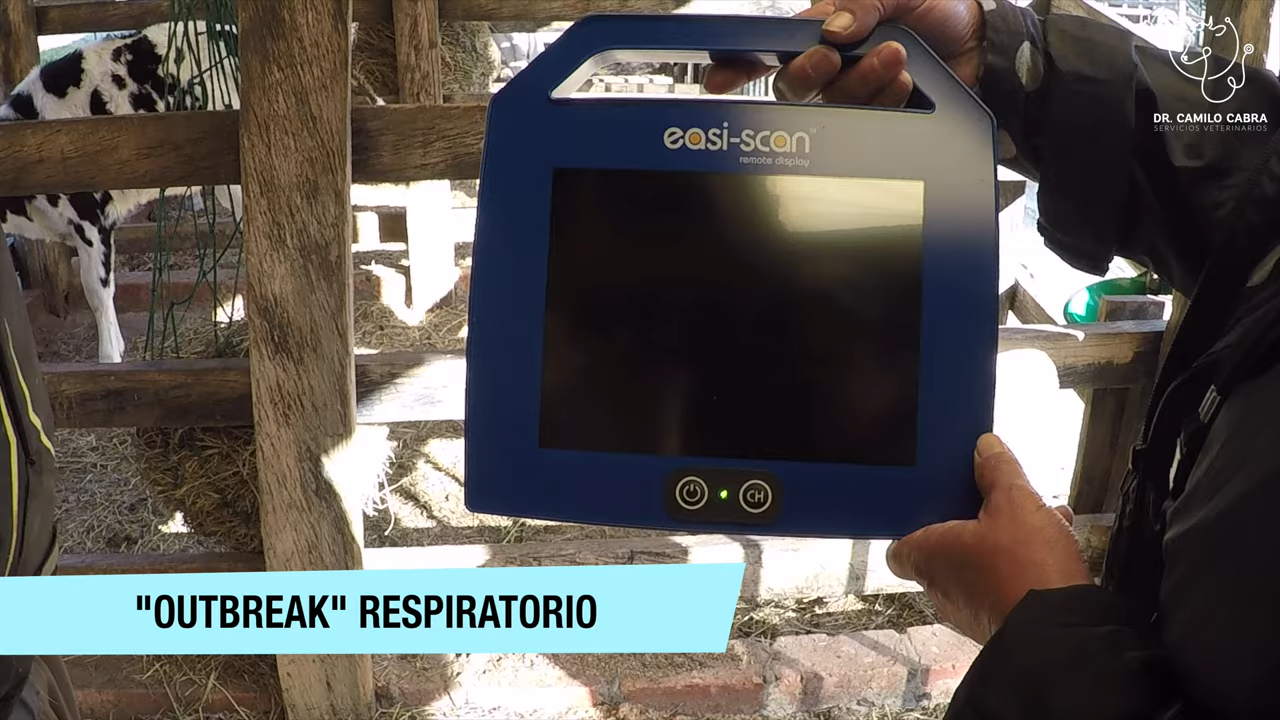 easi-scan
remote display
CH
DR. CAMILO CABRA
SERVICIOS VETERINARIOS
"OUTBREAK" RESPIRATORIO